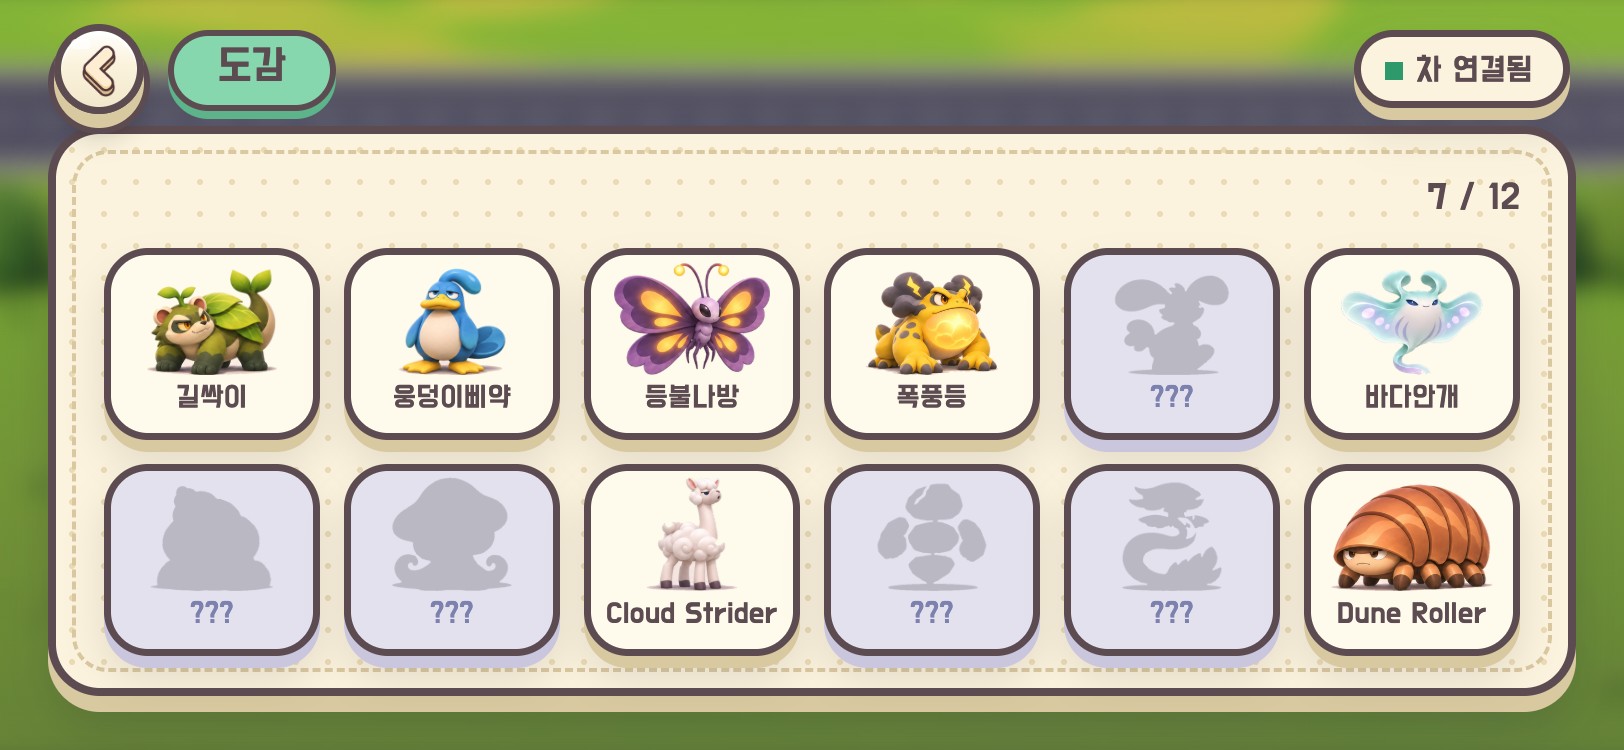 도감
차 연결됨
7 / 12
길싹이
웅덩이삐약
등불나방
폭풍등
???
바다안개
???
???
Cloud Strider
???
???
Dune Roller